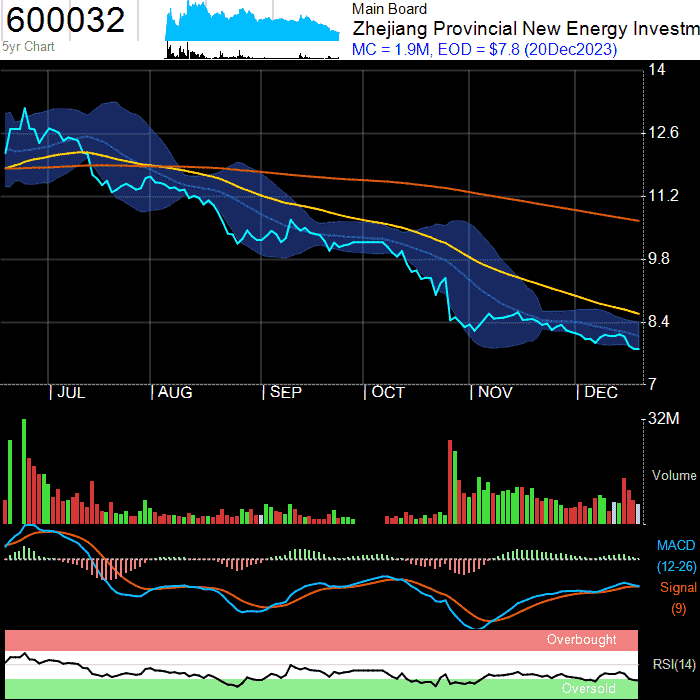 600032
5yr Chart
Main Board
Zhejiang Provincial New Energy Investm
MC = 1.9M, EOD = $7.8 (20Dec2023)
14
12.6
11.2
9.8
8.4
7
JUL AUG SEP OCT NOV DEC
32M
Volume
MACD
(12-26)
Signal
(9)
Overbought
RSI(14)
Oversold